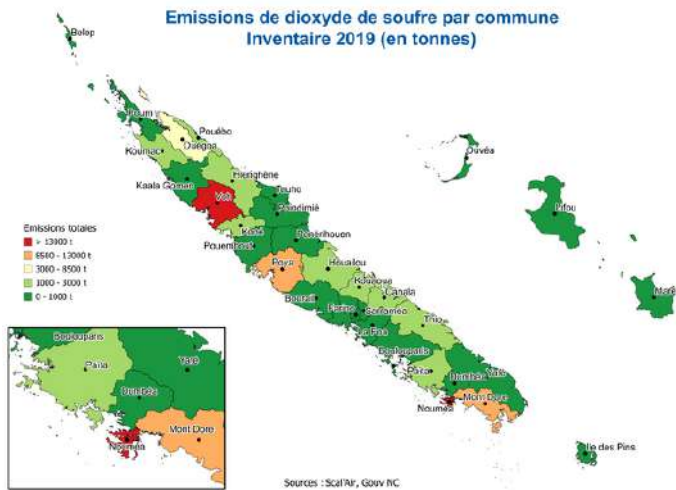 Emissions de dioxyde de soufre par commune
Inventaire 2019 (en tonnes)
Belep
Poum
Pouébo
Ouégoa
Koumac
Ouvéa
Hienghène
Kaala Gomen
Touho
Voh
Poindimié
Lifou
Koné
Ponérihouen
Pouembout
Poya
Houaïlou
Kouaoua
Maré
Canala
Bourail
Sarraméa
Farino
Thio
La Foa
Boulouparis
Païta
Yaté
Dumbéa
Mont Dore
Nouméa
Ile des Pins
Emissions totales
> 13000 t
8500 - 13000 t
3000 - 8500 t
1000 - 3000 t
0 - 1000 t
Boulouparis
Païta
Yaté
Dumbéa
Mont Dore
Nouméa
Sources : Scal'Air, Gouv NC